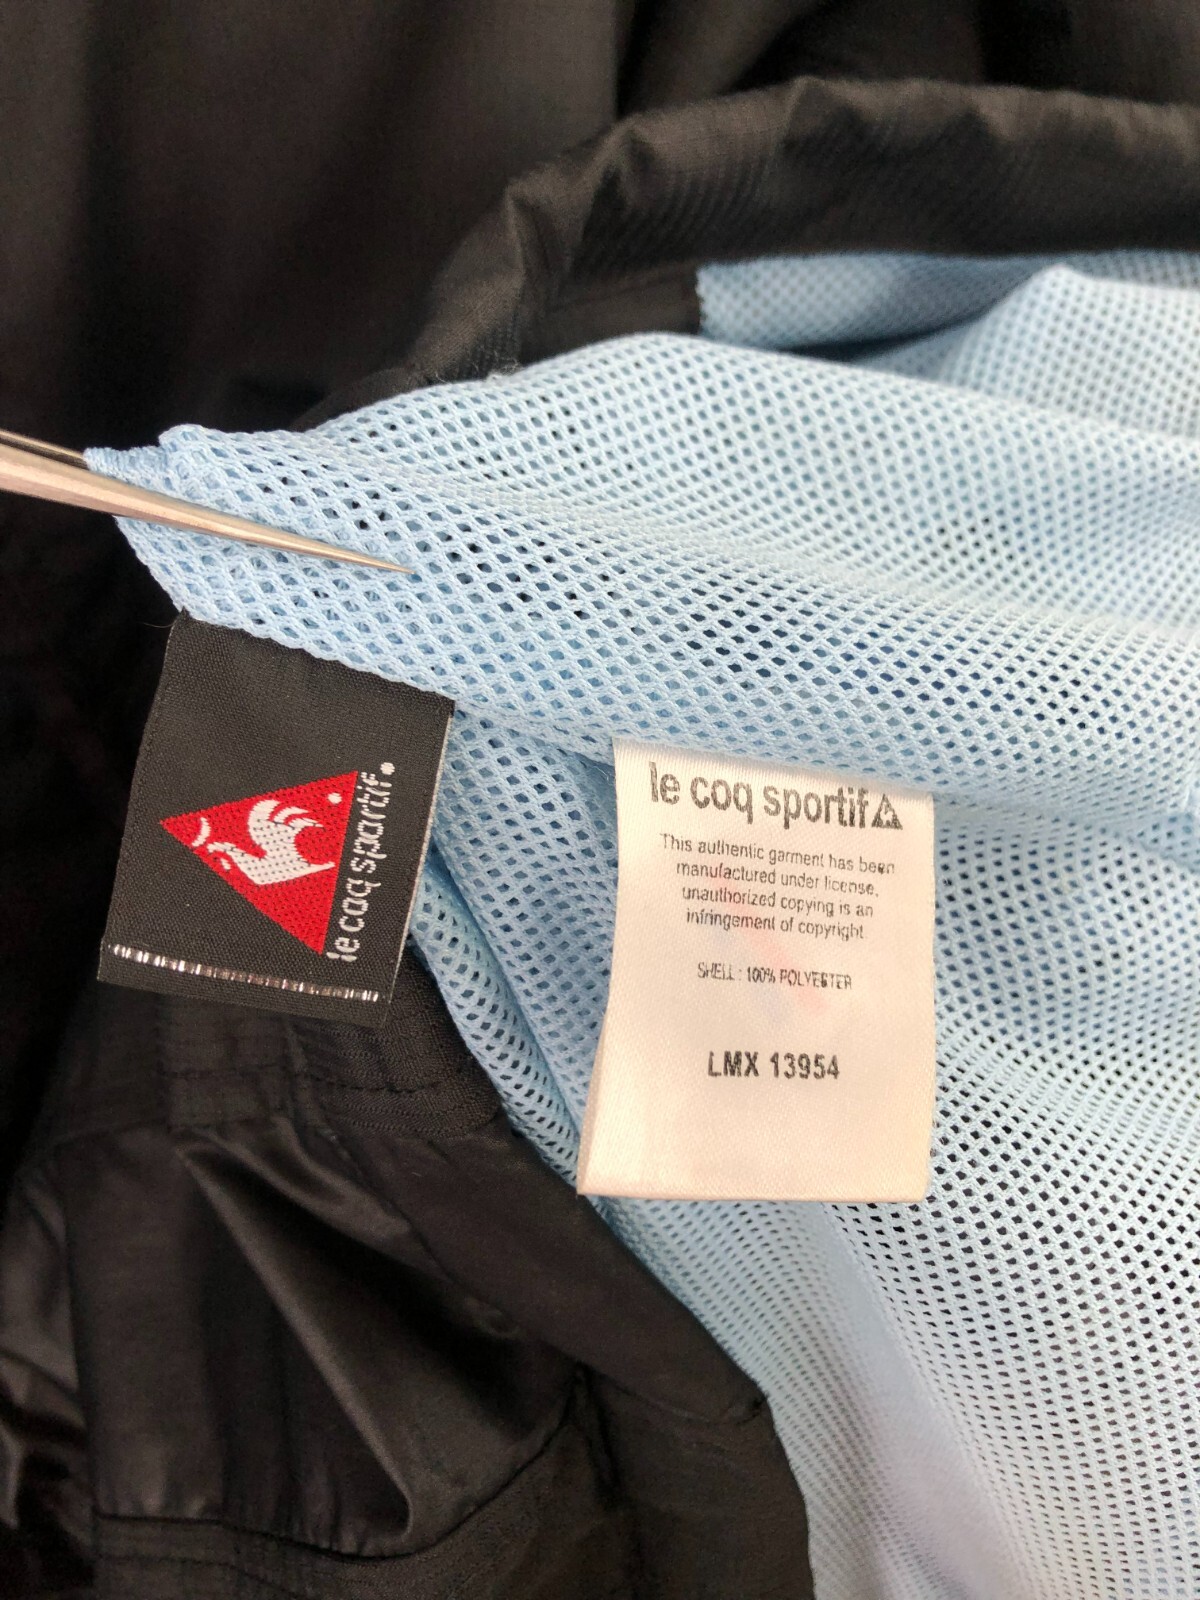 le coq sportif
le coq sportif
This authentic garment has been
manufactured under license,
unauthorized copying is an
infringement of copyright
SHELL : 100% POLYESTER
LMX 13954